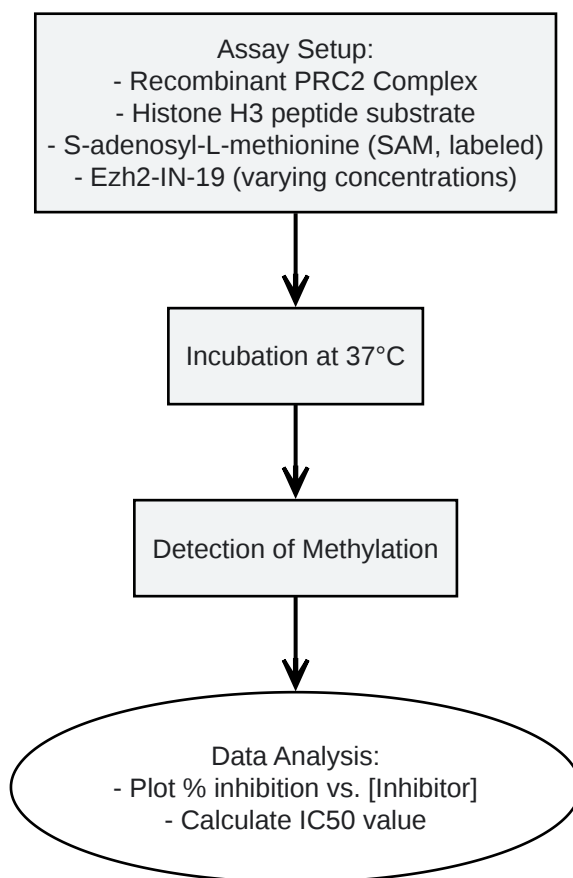 Assay Setup:
- Recombinant PRC2 Complex
- Histone H3 peptide substrate
- S-adenosyl-L-methionine (SAM, labeled)
- Ezh2-IN-19 (varying concentrations)
Incubation at 37°C
Detection of Methylation
Data Analysis:
- Plot % inhibition vs. [Inhibitor]
- Calculate IC50 value